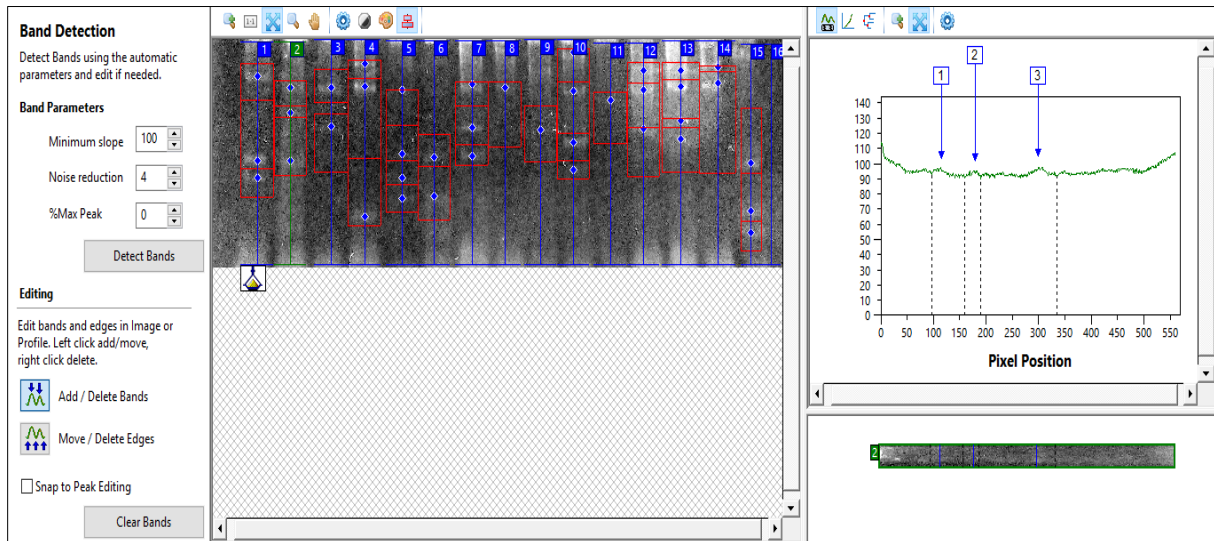 Band Detection
Detect Bands using the automatic
parameters and edit if needed.
Band Parameters
Minimum slope 100
Noise reduction 4
%Max Peak 0
Detect Bands
Editing
Edit bands and edges in Image or
Profile. Left click add/move,
right click delete.
Add / Delete Bands
Move / Delete Edges
Snap to Peak Editing
Clear Bands
1-1
1 2 3 4 5 6 7 8 9 10 11 12 13 14 15 16
1 2 3
140
130
120
110
100
90
80
70
60
50
40
30
20
10
0
0 50 100 150 200 250 300 350 400 450 500 550
Pixel Position
2